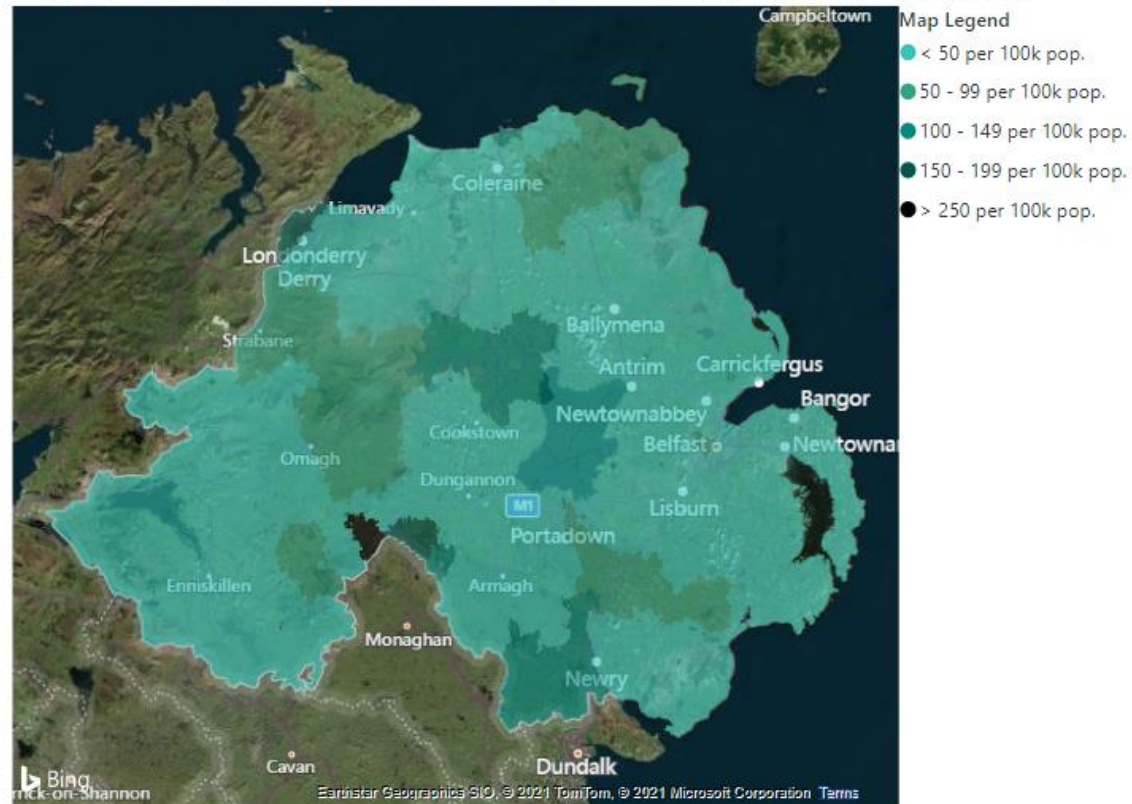 Campbeltown
Map Legend
< 50 per 100k pop.
50 - 99 per 100k pop.
100 - 149 per 100k pop.
150 - 199 per 100k pop.
> 250 per 100k pop.
Coleraine
Limavady
Londonderry
Derry
Strabane
Ballymena
Antrim
Carrickfergus
Bangor
Newtownabbey
Cookstown
Belfast
Newtownar
Omagh
Dungannon
M1
Lisburn
Portadown
Enniskillen
Armagh
Monaghan
Newry
Cavan
Dundalk
Bing
rrick-on-Shannon
Earthstar Geographics SIO, © 2021 TomTom, © 2021 Microsoft Corporation Terms